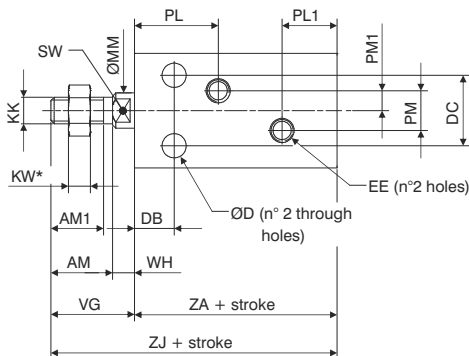 PL
PL1
SW
ØMM
PM1
KK
PM
DC
KW*
EE (n°2 holes)
AM1
DB
ØD (n° 2 through
holes)
AM
WH
VG
ZA + stroke
ZJ + stroke